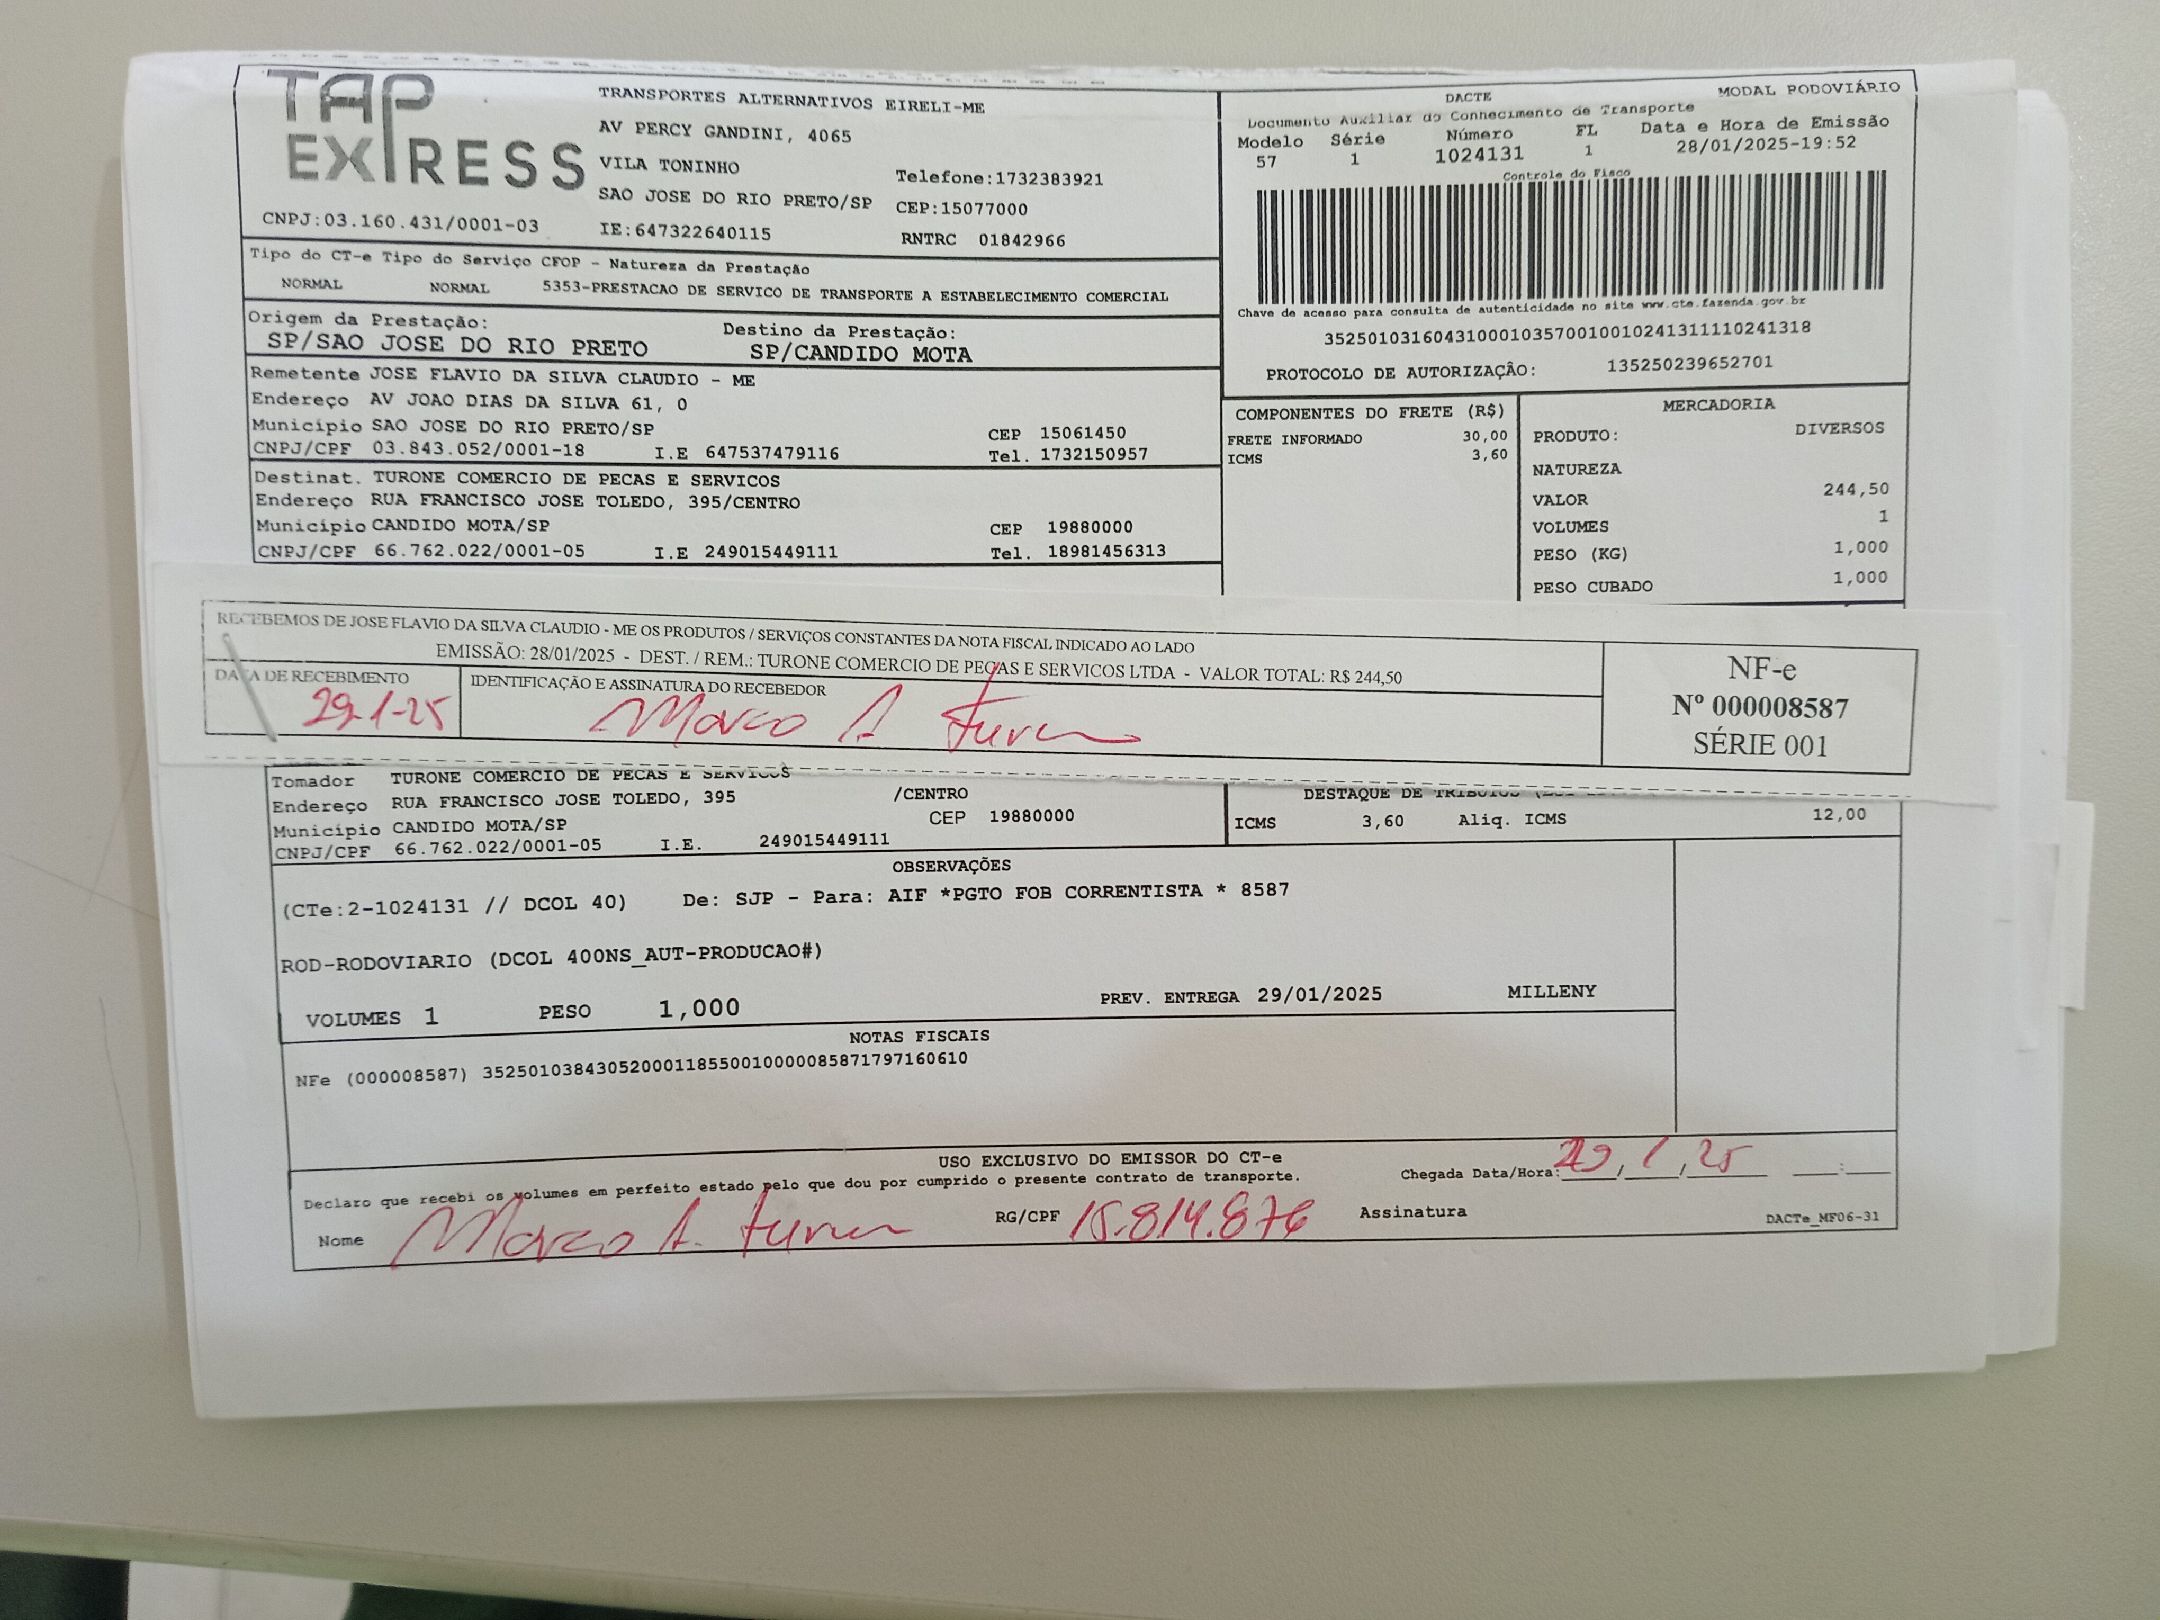 TAP EXPRESS
TRANSPORTES ALTERNATIVOS EIRELI-ME
AV PERCY GANDINI, 4065
VILA TONINHO
Telefone:1732383921
SAO JOSE DO RIO PRETO/SP CEP:15077000
CNPJ:03.160.431/0001-03 IE:647322640115 RNTRC 01842966
DACTE MODAL RODOVIÁRIO
Documento Auxiliar do Conhecimento de Transporte
Modelo Série Número FL Data e Hora de Emissão
57 1 1024131 1 28/01/2025-19:52
Controle do Fisco
Chave de acesso para consulta de autenticidade no site www.cte.fazenda.gov.br
35250103160431000103570010010241311110241318
PROTOCOLO DE AUTORIZAÇÃO: 135250239652701
Tipo do CT-e Tipo do Serviço CFOP - Natureza da Prestação
NORMAL NORMAL 5353-PRESTACAO DE SERVICO DE TRANSPORTE A ESTABELECIMENTO COMERCIAL
Origem da Prestação: Destino da Prestação:
SP/SAO JOSE DO RIO PRETO SP/CANDIDO MOTA
Remetente JOSE FLAVIO DA SILVA CLAUDIO - ME
Endereço AV JOAO DIAS DA SILVA 61, 0
Município SAO JOSE DO RIO PRETO/SP CEP 15061450
CNPJ/CPF 03.843.052/0001-18 I.E 647537479116 Tel. 1732150957
Destinat. TURONE COMERCIO DE PECAS E SERVICOS
Endereço RUA FRANCISCO JOSE TOLEDO, 395/CENTRO
Município CANDIDO MOTA/SP CEP 19880000
CNPJ/CPF 66.762.022/0001-05 I.E 249015449111 Tel. 18981456313
COMPONENTES DO FRETE (R$)
FRETE INFORMADO 30,00
ICMS 3,60
MERCADORIA
PRODUTO: DIVERSOS
NATUREZA
VALOR 244,50
VOLUMES 1
PESO (KG) 1,000
PESO CUBADO 1,000
RECEBEMOS DE JOSE FLAVIO DA SILVA CLAUDIO - ME OS PRODUTOS / SERVIÇOS CONSTANTES DA NOTA FISCAL INDICADO AO LADO
EMISSÃO: 28/01/2025 - DEST. / REM.: TURONE COMERCIO DE PEÇAS E SERVICOS LTDA - VALOR TOTAL: R$ 244,50
DATA DE RECEBIMENTO IDENTIFICAÇÃO E ASSINATURA DO RECEBEDOR
29-1-25 Marco A.
NF-e
Nº 000008587
SÉRIE 001
Tomador TURONE COMERCIO DE PECAS E SERVICOS
Endereço RUA FRANCISCO JOSE TOLEDO, 395 /CENTRO
Município CANDIDO MOTA/SP CEP 19880000
CNPJ/CPF 66.762.022/0001-05 I.E. 249015449111
DESTAQUE DE TRIBUTOS
ICMS 3,60 Aliq. ICMS 12,00
OBSERVAÇÕES
(CTe:2-1024131 // DCOL 40) De: SJP - Para: AIF *PGTO FOB CORRENTISTA * 8587
ROD-RODOVIARIO (DCOL 400NS_AUT-PRODUCAO#)
VOLUMES 1 PESO 1,000 PREV. ENTREGA 29/01/2025 MILLENY
NOTAS FISCAIS
NFe (000008587) 35250103843052000118550010000085871797160610
USO EXCLUSIVO DO EMISSOR DO CT-e
Declaro que recebi os volumes em perfeito estado pelo que dou por cumprido o presente contrato de transporte. Chegada Data/Hora: 29/1/25 __:__
Nome Marco A. RG/CPF 15.814.876 Assinatura DACTe_MF06-31